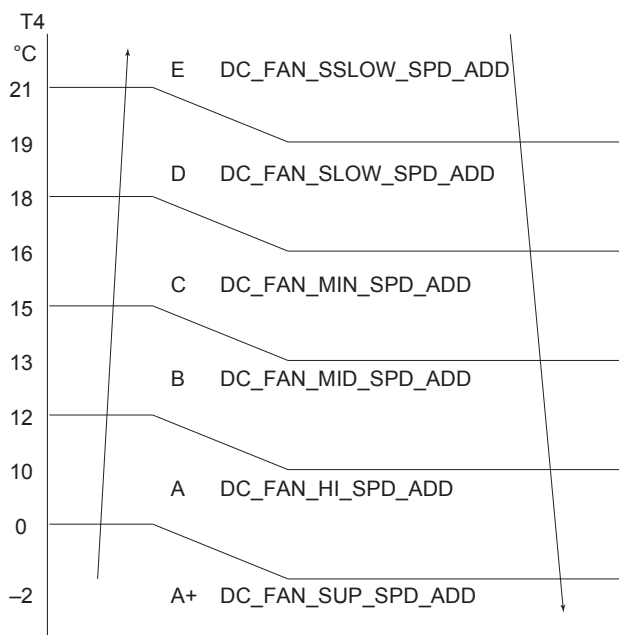 T4
°C
E DC_FAN_SSLOW_SPD_ADD
21
19
D DC_FAN_SLOW_SPD_ADD
18
16
C DC_FAN_MIN_SPD_ADD
15
13
B DC_FAN_MID_SPD_ADD
12
10
A DC_FAN_HI_SPD_ADD
0
–2
A+ DC_FAN_SUP_SPD_ADD